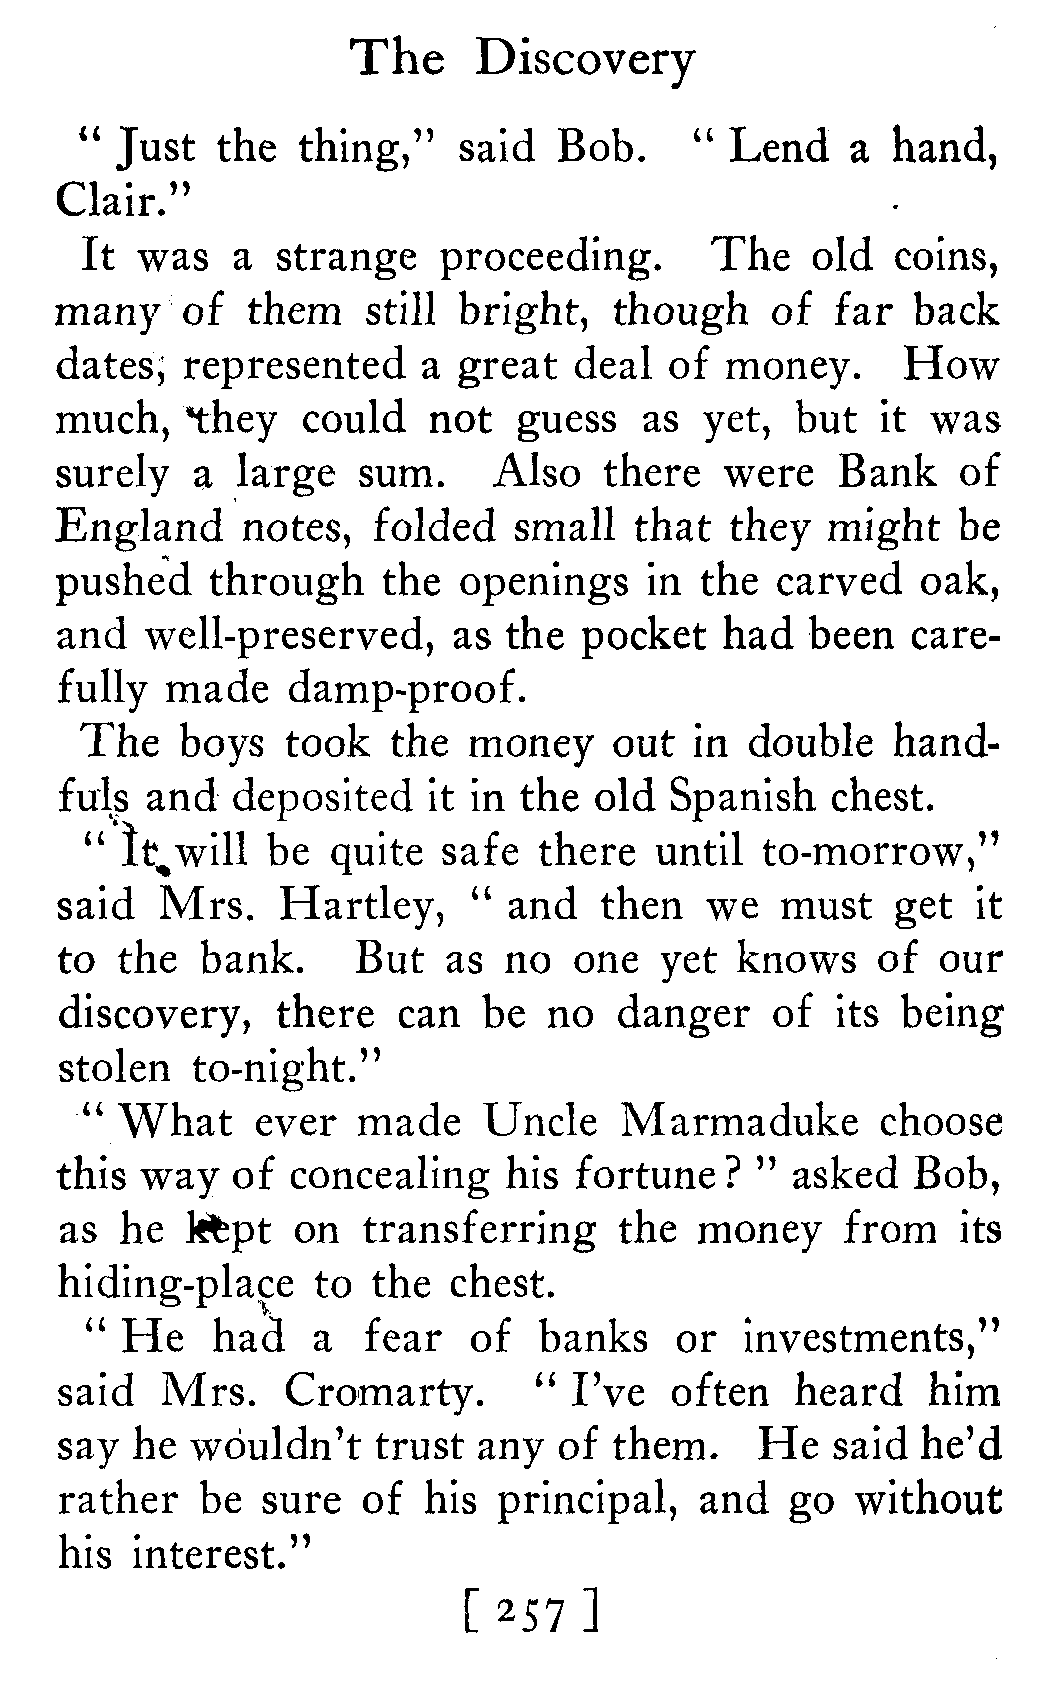 The Discovery
“ Just the thing,” said Bob. “ Lend a hand,
Clair.”
It was a strange proceeding. The old coins,
many of them still bright, though of far back
dates, represented a great deal of money. How
much, they could not guess as yet, but it was
surely a large sum. Also there were Bank of
England notes, folded small that they might be
pushed through the openings in the carved oak,
and well-preserved, as the pocket had been care-
fully made damp-proof.
The boys took the money out in double hand-
fuls and deposited it in the old Spanish chest.
“ It will be quite safe there until to-morrow,”
said Mrs. Hartley, “ and then we must get it
to the bank. But as no one yet knows of our
discovery, there can be no danger of its being
stolen to-night.”
“ What ever made Uncle Marmaduke choose
this way of concealing his fortune ? ” asked Bob,
as he kept on transferring the money from its
hiding-place to the chest.
“ He had a fear of banks or investments,”
said Mrs. Cromarty. “ I’ve often heard him
say he wouldn’t trust any of them. He said he’d
rather be sure of his principal, and go without
his interest.”
[ 257 ]